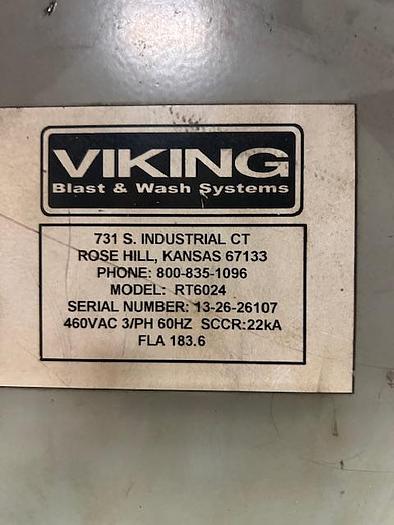 VIKING
Blast & Wash Systems
731 S. INDUSTRIAL CT
ROSE HILL, KANSAS 67133
PHONE: 800-835-1096
MODEL: RT6024
SERIAL NUMBER: 13-26-26107
460VAC 3/PH 60HZ SCCR:22kA
FLA 183.6